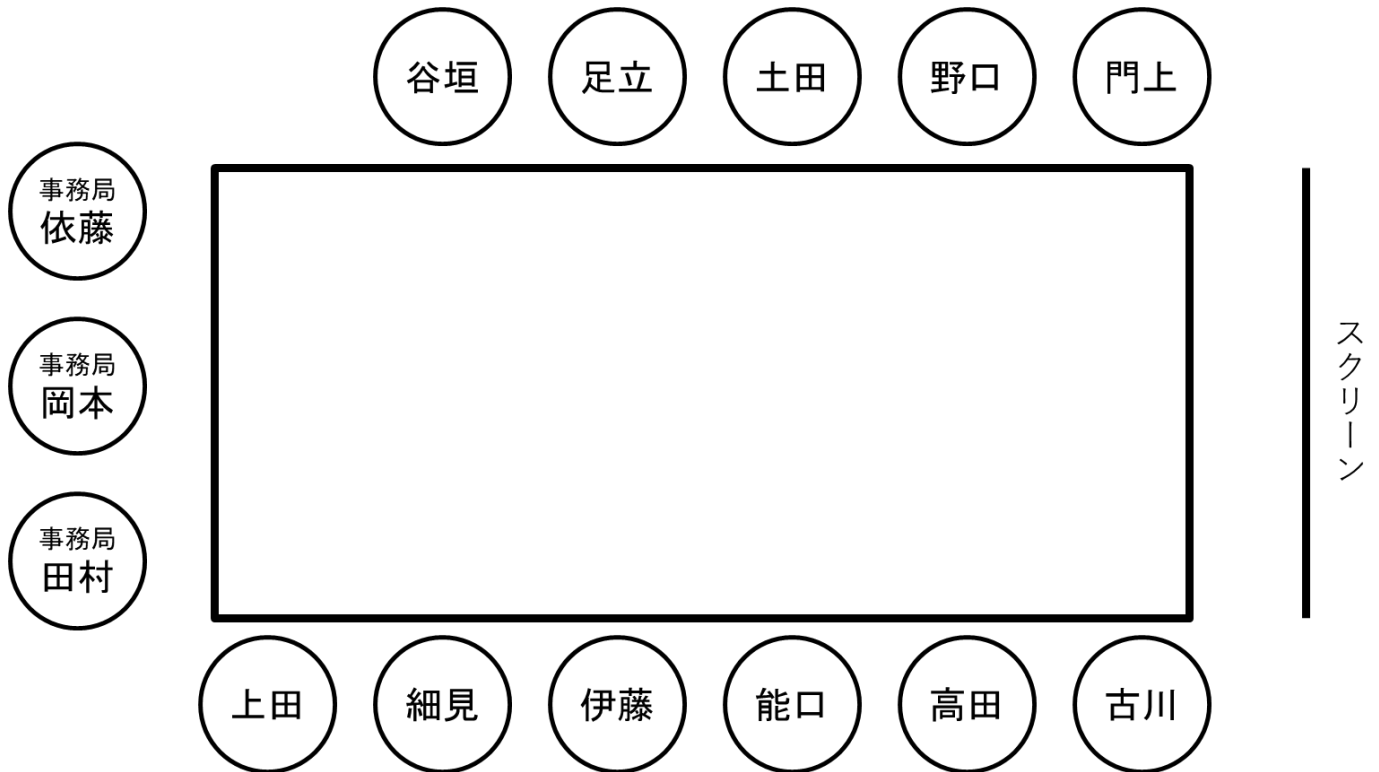 谷垣
足立
土田
野口
門上
事務局
依藤
事務局
岡本
事務局
田村
スクリーン
上田
細見
伊藤
能口
高田
古川